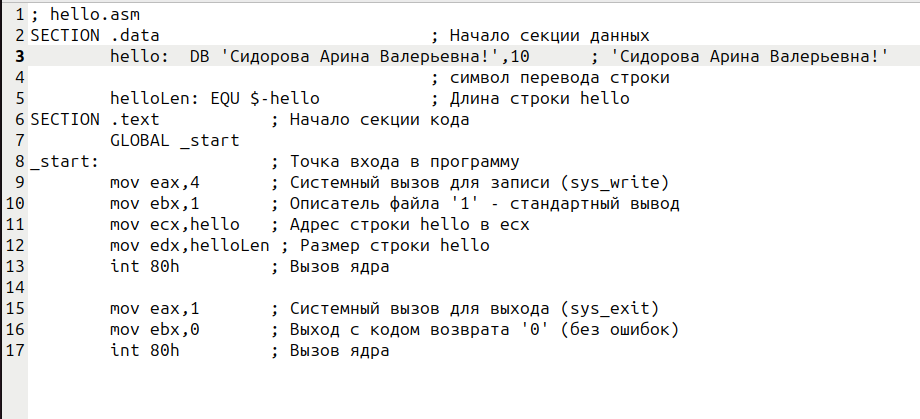 1 ; hello.asm
2 SECTION .data ; Начало секции данных
3 hello: DB 'Сидорова Арина Валерьевна!',10 ; 'Сидорова Арина Валерьевна!'
4 ; символ перевода строки
5 helloLen: EQU $-hello ; Длина строки hello
6 SECTION .text ; Начало секции кода
7 GLOBAL _start
8 _start: ; Точка входа в программу
9 mov eax,4 ; Системный вызов для записи (sys_write)
10 mov ebx,1 ; Описатель файла '1' - стандартный вывод
11 mov ecx,hello ; Адрес строки hello в ecx
12 mov edx,helloLen ; Размер строки hello
13 int 80h ; Вызов ядра
14
15 mov eax,1 ; Системный вызов для выхода (sys_exit)
16 mov ebx,0 ; Выход с кодом возврата '0' (без ошибок)
17 int 80h ; Вызов ядра